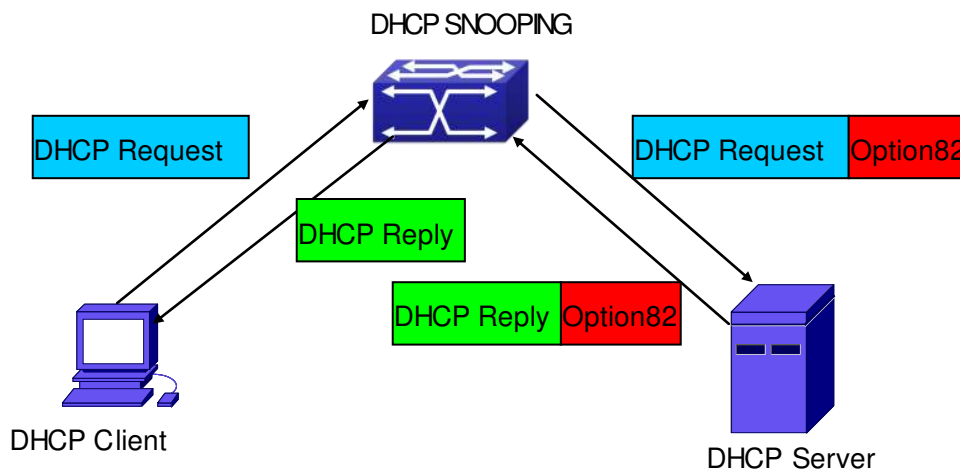 DHCP SNOOPING
DHCP Request
DHCP Request Option82
DHCP Reply
DHCP Reply Option82
DHCP Client
DHCP Server